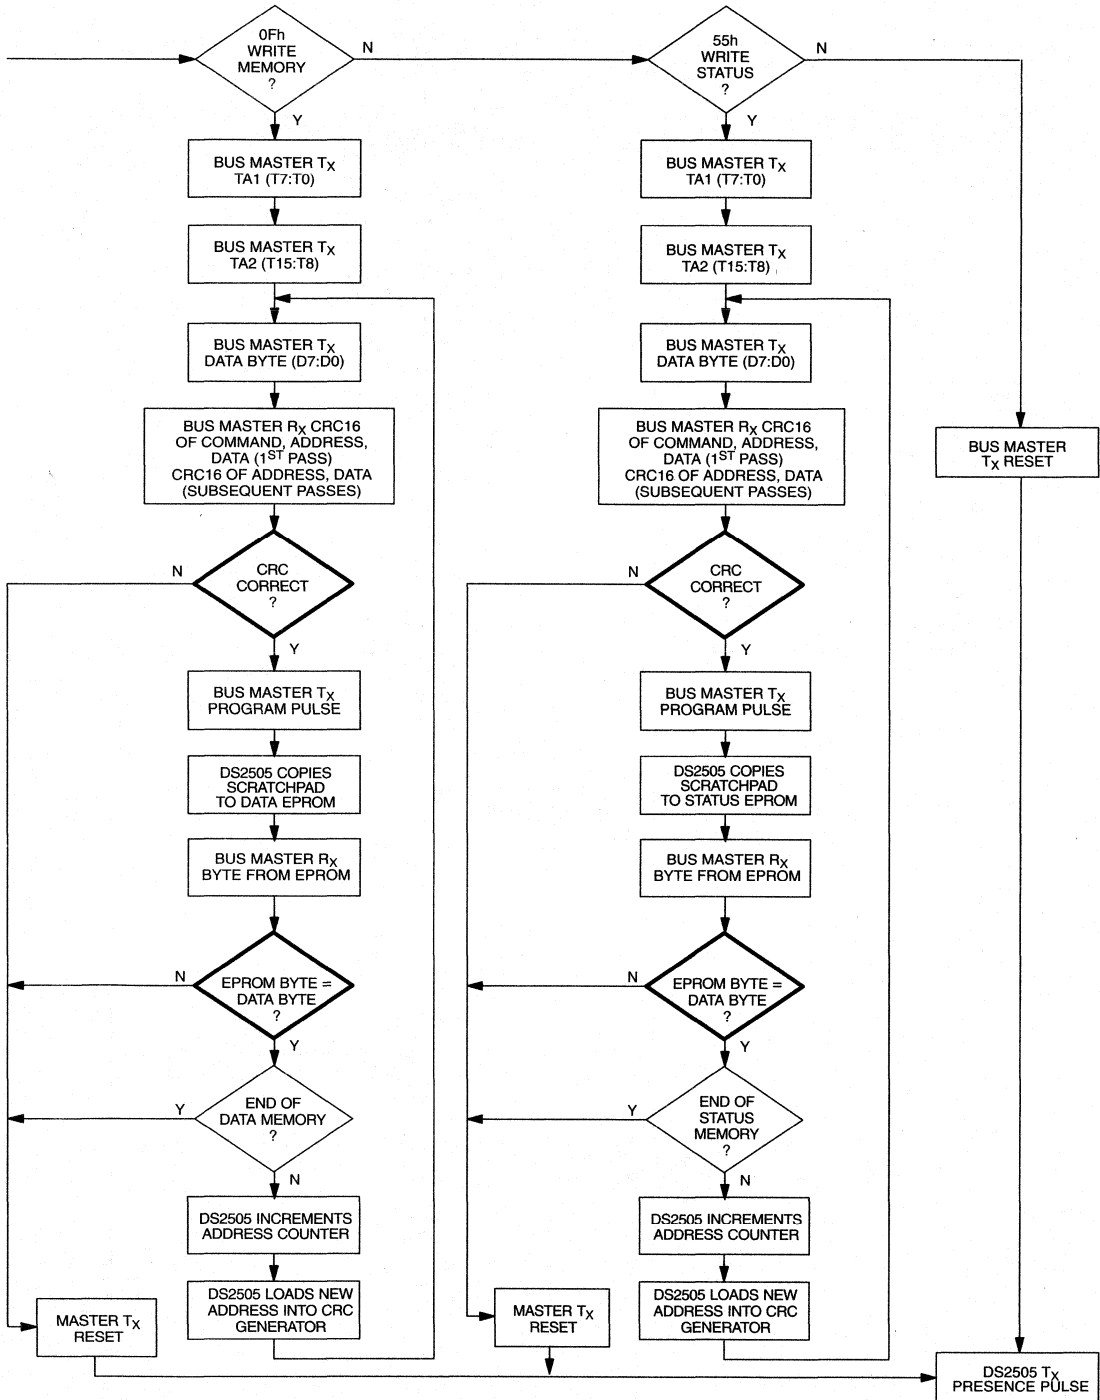 0Fh
WRITE
MEMORY
?
N
Y
BUS MASTER TX
TA1 (T7:T0)
BUS MASTER TX
TA2 (T15:T8)
BUS MASTER TX
DATA BYTE (D7:D0)
BUS MASTER RX CRC16
OF COMMAND, ADDRESS,
DATA (1ST PASS)
CRC16 OF ADDRESS, DATA
(SUBSEQUENT PASSES)
CRC
CORRECT
?
N
Y
BUS MASTER TX
PROGRAM PULSE
DS2505 COPIES
SCRATCHPAD
TO DATA EPROM
BUS MASTER RX
BYTE FROM EPROM
EPROM BYTE =
DATA BYTE
?
N
Y
END OF
DATA MEMORY
?
Y
N
DS2505 INCREMENTS
ADDRESS COUNTER
DS2505 LOADS NEW
ADDRESS INTO CRC
GENERATOR
MASTER TX
RESET
55h
WRITE
STATUS
?
N
Y
BUS MASTER TX
TA1 (T7:T0)
BUS MASTER TX
TA2 (T15:T8)
BUS MASTER TX
DATA BYTE (D7:D0)
BUS MASTER RX CRC16
OF COMMAND, ADDRESS,
DATA (1ST PASS)
CRC16 OF ADDRESS, DATA
(SUBSEQUENT PASSES)
CRC
CORRECT
?
N
Y
BUS MASTER TX
PROGRAM PULSE
DS2505 COPIES
SCRATCHPAD
TO STATUS EPROM
BUS MASTER RX
BYTE FROM EPROM
EPROM BYTE =
DATA BYTE
?
N
Y
END OF
STATUS
MEMORY
?
Y
N
DS2505 INCREMENTS
ADDRESS COUNTER
DS2505 LOADS NEW
ADDRESS INTO CRC
GENERATOR
MASTER TX
RESET
BUS MASTER
TX RESET
DS2505 TX
PRESENCE PULSE